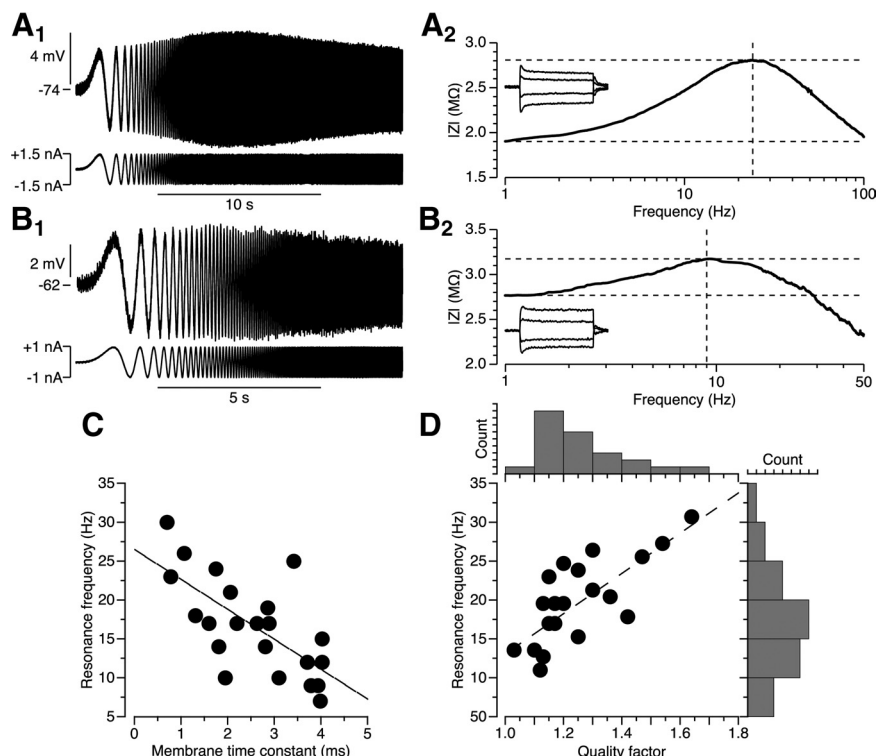 A1
4 mV
-74
+1.5 nA
-1.5 nA
10 s
A2
|Z| (MΩ)
3.0
2.5
2.0
1.5
1
10
100
Frequency (Hz)
B1
2 mV
-62
+1 nA
-1 nA
5 s
B2
|Z| (MΩ)
3.5
3.0
2.5
2.0
1
10
50
Frequency (Hz)
C
Resonance frequency (Hz)
35
30
25
20
15
10
5
0 1 2 3 4 5
Membrane time constant (ms)
D
Count
Count
Resonance frequency (Hz)
35
30
25
20
15
10
50
1.0 1.2 1.4 1.6 1.8
Quality factor